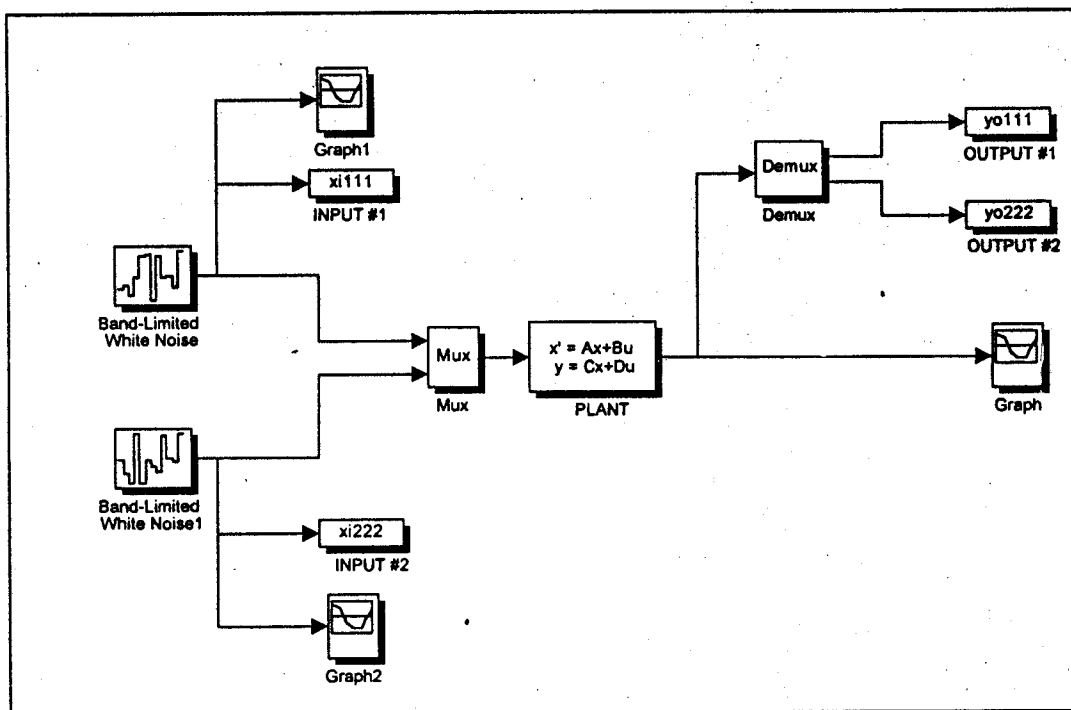 Graph1
xi111
INPUT #1
Band-Limited
White Noise
Mux
Mux
x' = Ax+Bu
y = Cx+Du
PLANT
Demux
Demux
yo111
OUTPUT #1
yo222
OUTPUT #2
Graph
Band-Limited
White Noise1
xi222
INPUT #2
Graph2